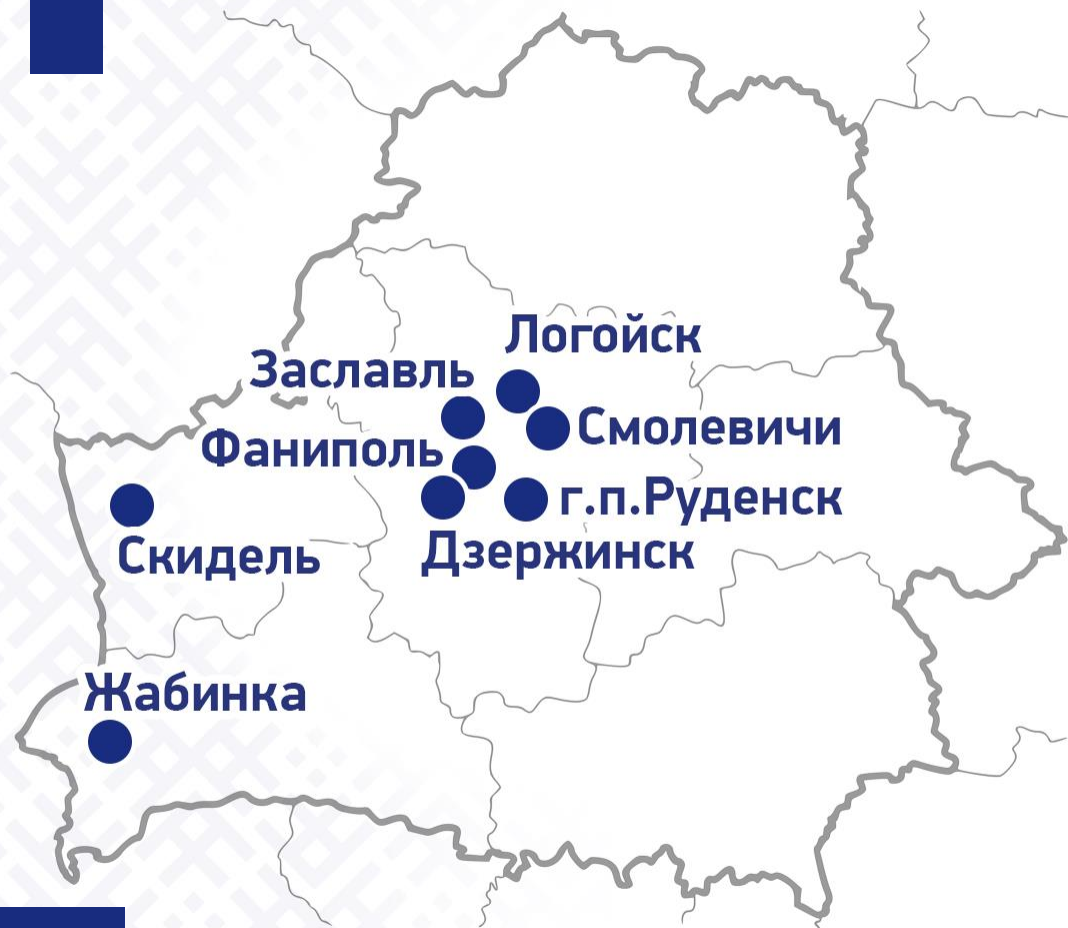 Логойск
Заславль
Смолевичи
Фаниполь
г.п.Руденск
Дзержинск
Скидель
Жабинка